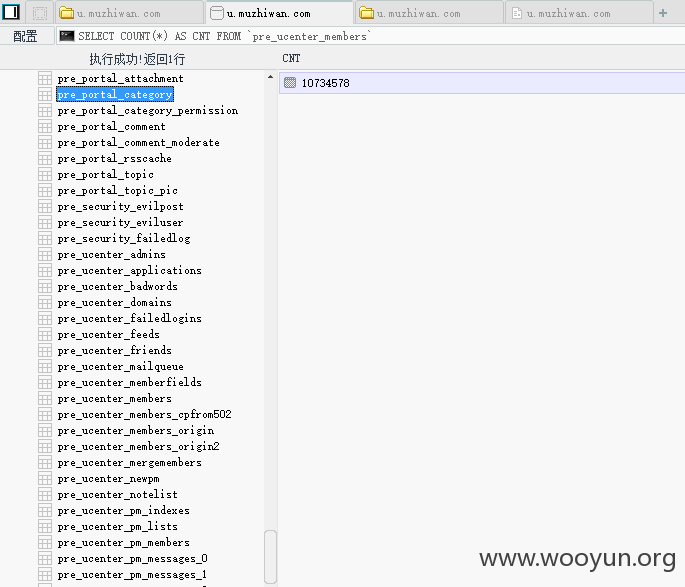 u.muzhiwan.com u.muzhiwan.com u.muzhiwan.com u.muzhiwan.com +
配置 SELECT COUNT(*) AS CNT FROM `pre_ucenter_members`
执行成功!返回1行 CNT
10734578
pre_portal_attachment
pre_portal_category
pre_portal_category_permission
pre_portal_comment
pre_portal_comment_moderate
pre_portal_rsscache
pre_portal_topic
pre_portal_topic_pic
pre_security_evilpost
pre_security_eviluser
pre_security_failedlog
pre_ucenter_admins
pre_ucenter_applications
pre_ucenter_badwords
pre_ucenter_domains
pre_ucenter_failedlogins
pre_ucenter_feeds
pre_ucenter_friends
pre_ucenter_mailqueue
pre_ucenter_memberfields
pre_ucenter_members
pre_ucenter_members_cpfrom502
pre_ucenter_members_origin
pre_ucenter_members_origin2
pre_ucenter_mergemembers
pre_ucenter_newpm
pre_ucenter_notelist
pre_ucenter_pm_indexes
pre_ucenter_pm_lists
pre_ucenter_pm_members
pre_ucenter_pm_messages_0
pre_ucenter_pm_messages_1
www.wooyun.org